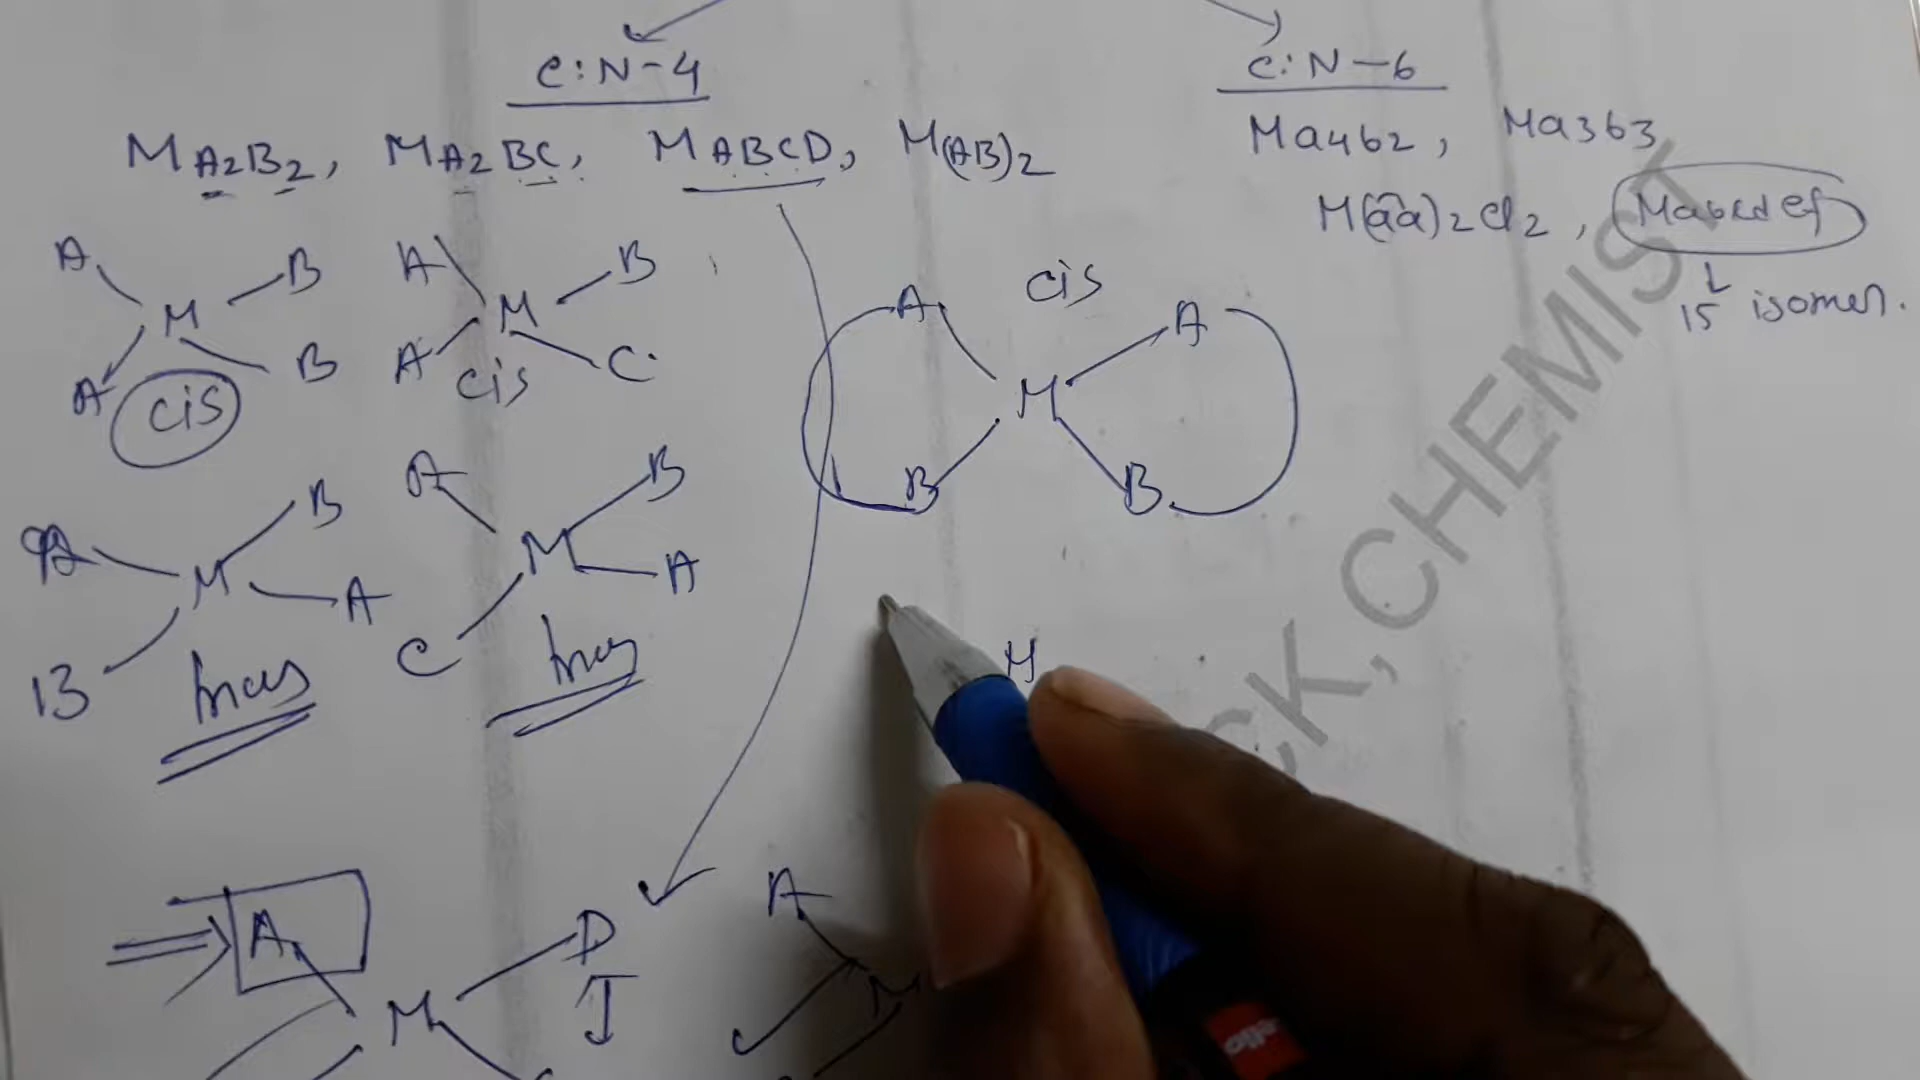 C:N-4
C:N-6
MA2B2, MA2BC, MABCD, M(AB)2
Ma4b2, Ma3b3
M(aa)2Cl2, Mabcdef
15 isomer.
A B
M
A B
cis
A B
M
A C
cis
cis
A A
M
B B
A B
M
B A
trans
A B
M
C A
trans
M
A D
M
A
M
CK, CHEMIST